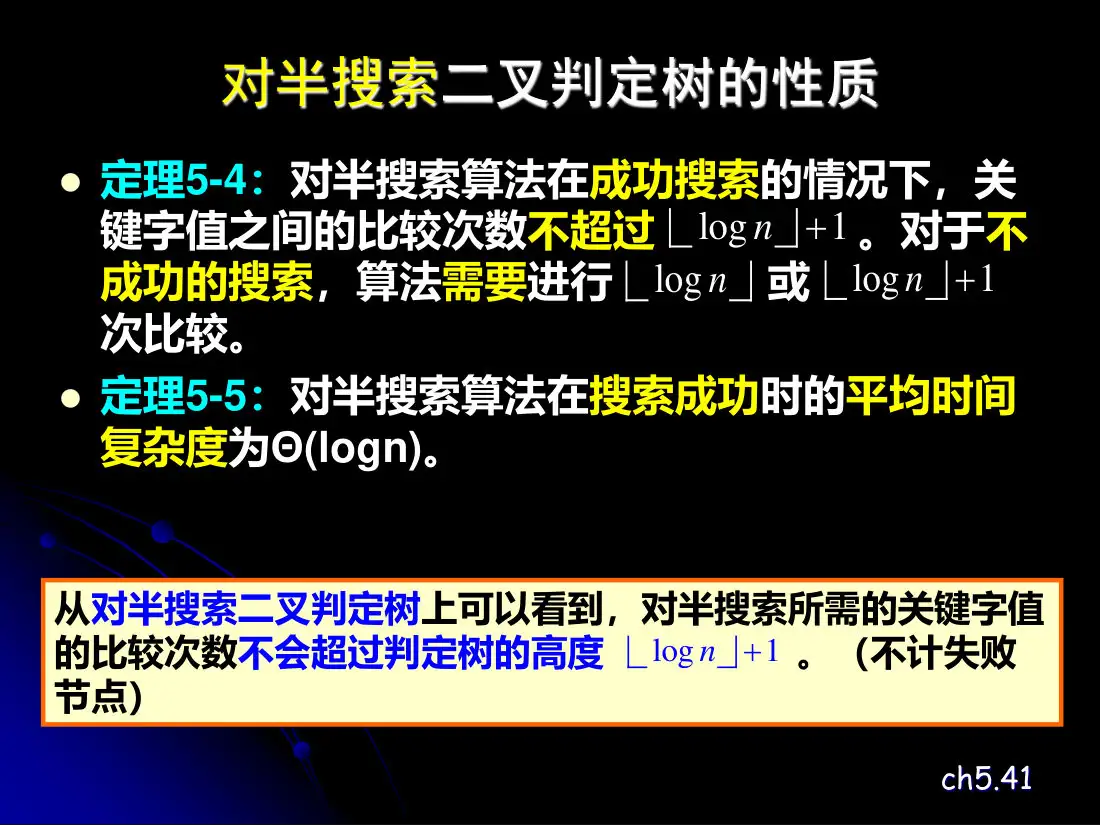 对半搜索二叉判定树的性质
● 定理5-4：对半搜索算法在成功搜索的情况下，关
键字值之间的比较次数不超过 ⌊log n⌋+1 。对于不
成功的搜索，算法需要进行 ⌊log n⌋ 或 ⌊log n⌋+1
次比较。
● 定理5-5：对半搜索算法在搜索成功时的平均时间
复杂度为Θ(logn)。
从对半搜索二叉判定树上可以看到，对半搜索所需的关键字值
的比较次数不会超过判定树的高度 ⌊log n⌋+1 。（不计失败
节点）
ch5.41